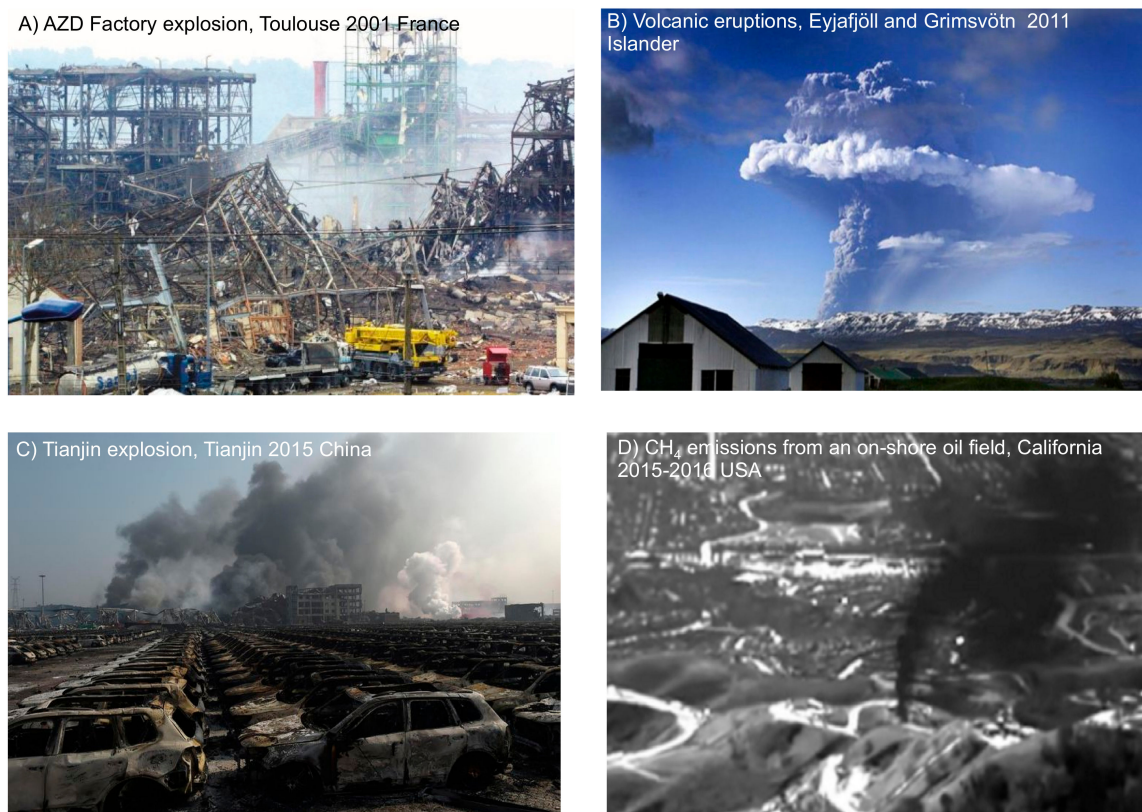 A) AZD Factory explosion, Toulouse 2001 France
B) Volcanic eruptions, Eyjafjöll and Grimsvötn 2011
Islander
C) Tianjin explosion, Tianjin 2015 China
D) CH₄ emissions from an on-shore oil field, California
2015-2016 USA